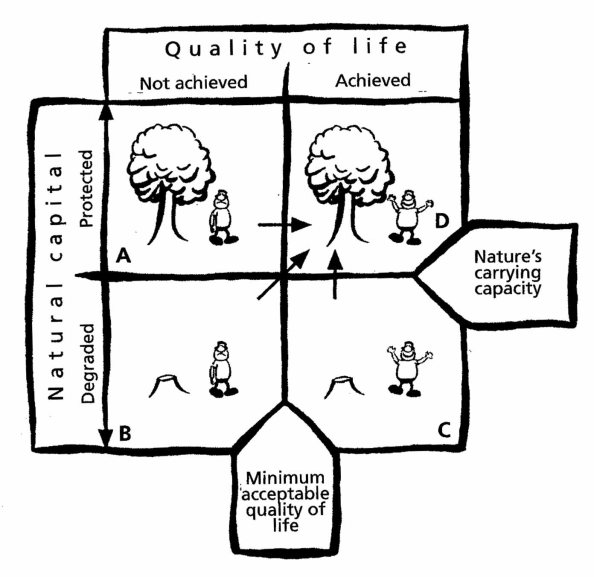 Quality of life
Not achieved
Achieved
Natural capital
Protected
Degraded
A
D
B
C
Nature's
carrying
capacity
Minimum
acceptable
quality of
life